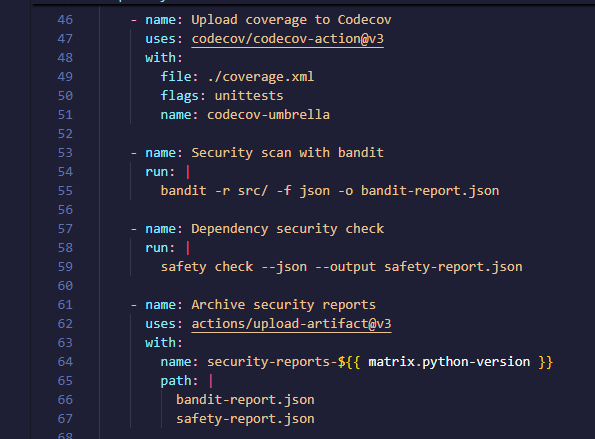 46 - name: Upload coverage to Codecov
47 uses: codecov/codecov-action@v3
48 with:
49 file: ./coverage.xml
50 flags: unittests
51 name: codecov-umbrella
52
53 - name: Security scan with bandit
54 run: |
55 bandit -r src/ -f json -o bandit-report.json
56
57 - name: Dependency security check
58 run: |
59 safety check --json --output safety-report.json
60
61 - name: Archive security reports
62 uses: actions/upload-artifact@v3
63 with:
64 name: security-reports-${{ matrix.python-version }}
65 path: |
66 bandit-report.json
67 safety-report.json
68